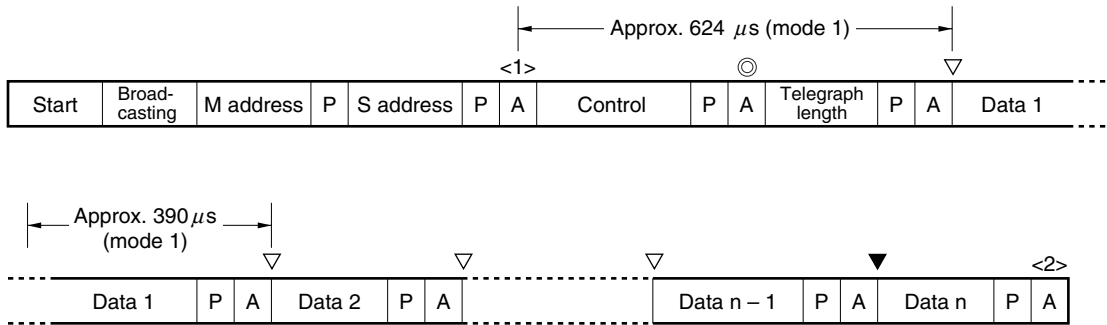 Approx. 624 μs (mode 1)
<1> ◎ ▽
Start Broad-casting M address P S address P A Control P A Telegraph length P A Data 1
Approx. 390 μs
(mode 1)
▽ ▽ ▽ ▼ <2>
Data 1 P A Data 2 P A Data n – 1 P A Data n P A